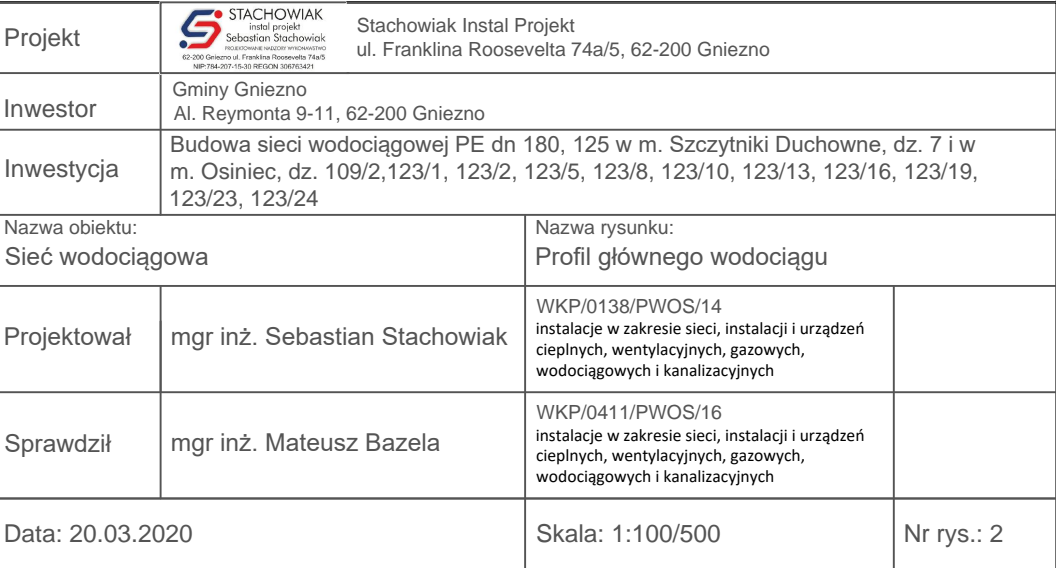 Projekt
STACHOWIAK
instal projekt
Sebastian Stachowiak
PROJEKTOWANIE NADZORY WYKONAWSTWO
62-200 Gniezno ul. Franklina Roosevelta 74a/5
NIP:784-207-15-30 REGON 306763421
Stachowiak Instal Projekt
ul. Franklina Roosevelta 74a/5, 62-200 Gniezno
Inwestor
Gminy Gniezno
Al. Reymonta 9-11, 62-200 Gniezno
Inwestycja
Budowa sieci wodociągowej PE dn 180, 125 w m. Szczytniki Duchowne, dz. 7 i w
m. Osiniec, dz. 109/2,123/1, 123/2, 123/5, 123/8, 123/10, 123/13, 123/16, 123/19,
123/23, 123/24
Nazwa obiektu:
Sieć wodociągowa
Nazwa rysunku:
Profil głównego wodociągu
Projektował
mgr inż. Sebastian Stachowiak
WKP/0138/PWOS/14
instalacje w zakresie sieci, instalacji i urządzeń
cieplnych, wentylacyjnych, gazowych,
wodociągowych i kanalizacyjnych
Sprawdził
mgr inż. Mateusz Bazela
WKP/0411/PWOS/16
instalacje w zakresie sieci, instalacji i urządzeń
cieplnych, wentylacyjnych, gazowych,
wodociągowych i kanalizacyjnych
Data: 20.03.2020
Skala: 1:100/500
Nr rys.: 2